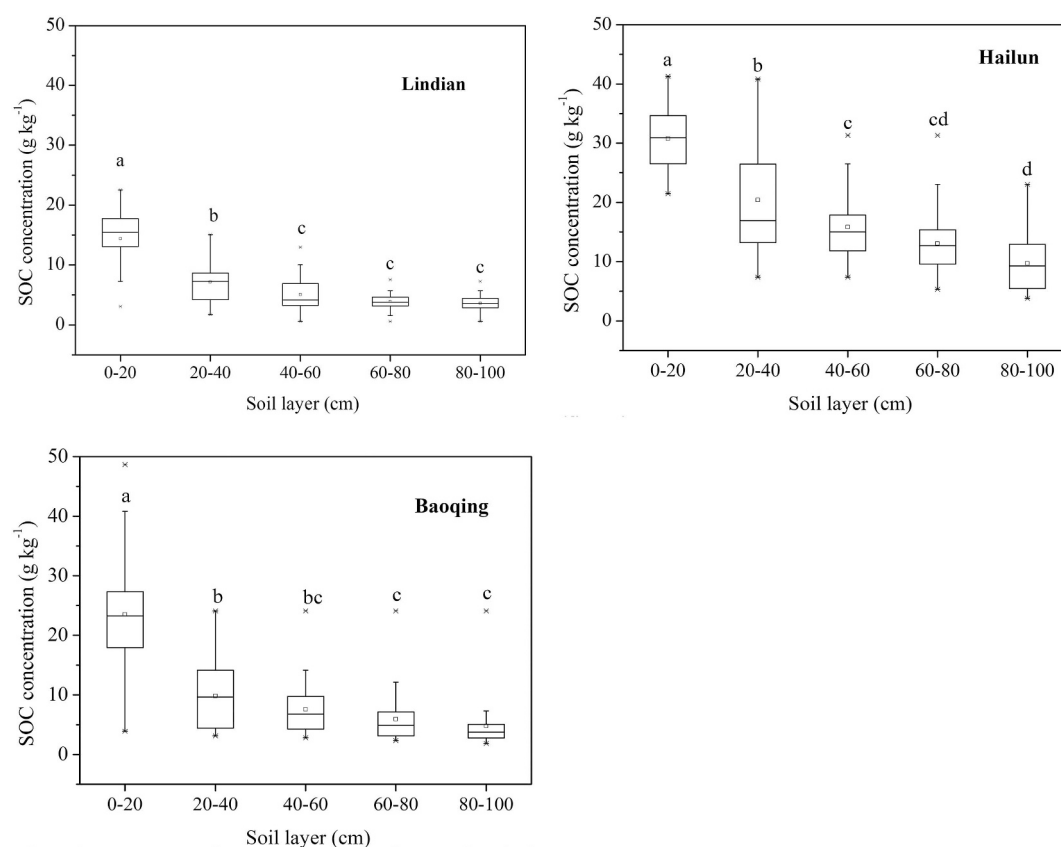 SOC concentration (g kg⁻¹)
50
40
30
20
10
0
Lindian
a
b
c
c
c
0-20
20-40
40-60
60-80
80-100
Soil layer (cm)
SOC concentration (g kg⁻¹)
50
40
30
20
10
0
Hailun
a
b
c
cd
d
0-20
20-40
40-60
60-80
80-100
Soil layer (cm)
SOC concentration (g kg⁻¹)
50
40
30
20
10
0
Baoqing
a
b
bc
c
c
0-20
20-40
40-60
60-80
80-100
Soil layer (cm)